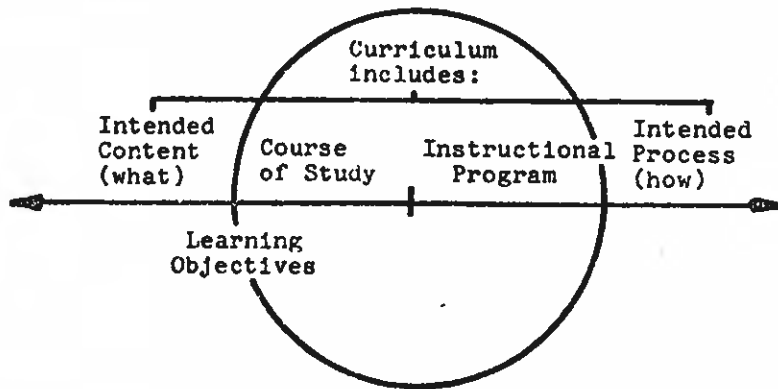 Curriculum
includes:
Intended
Content
(what)
Course
of Study
Instructional
Program
Intended
Process
(how)
Learning
Objectives